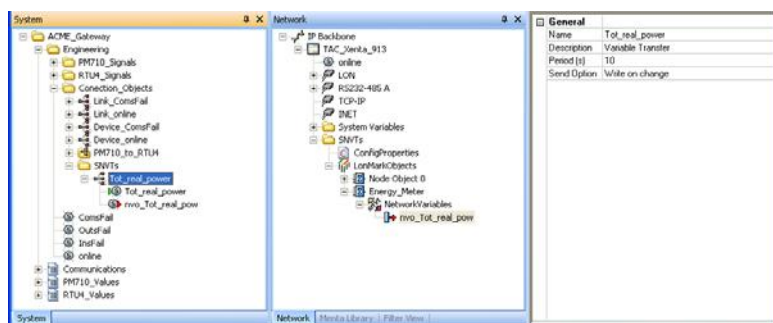 System
ACME_Gateway
Engineering
PM710_Signals
RTU4_Signals
Conection_Objects
Link_ComsFail
Link_online
Device_ComsFail
Device_online
PM710_to_RTU4
SNVTs
Tot_real_power
Tot_real_power
nvo_Tot_real_pow
ComsFail
OutsFail
InsFail
online
Communications
PM710_Values
RTU4_Values
System
Network
IP Backbone
TAC_Xenta_913
online
LON
RS232-485 A
TCP-IP
INET
System Variables
SNVTs
ConfigProperties
LonMarkObjects
Node Object 0
Energy_Meter
NetworkVariables
nvo_Tot_real_pow
Network Menta Library Filter View
General
Name Tot_real_power
Description Variable Transfer
Period (s) 10
Send Option Write on change